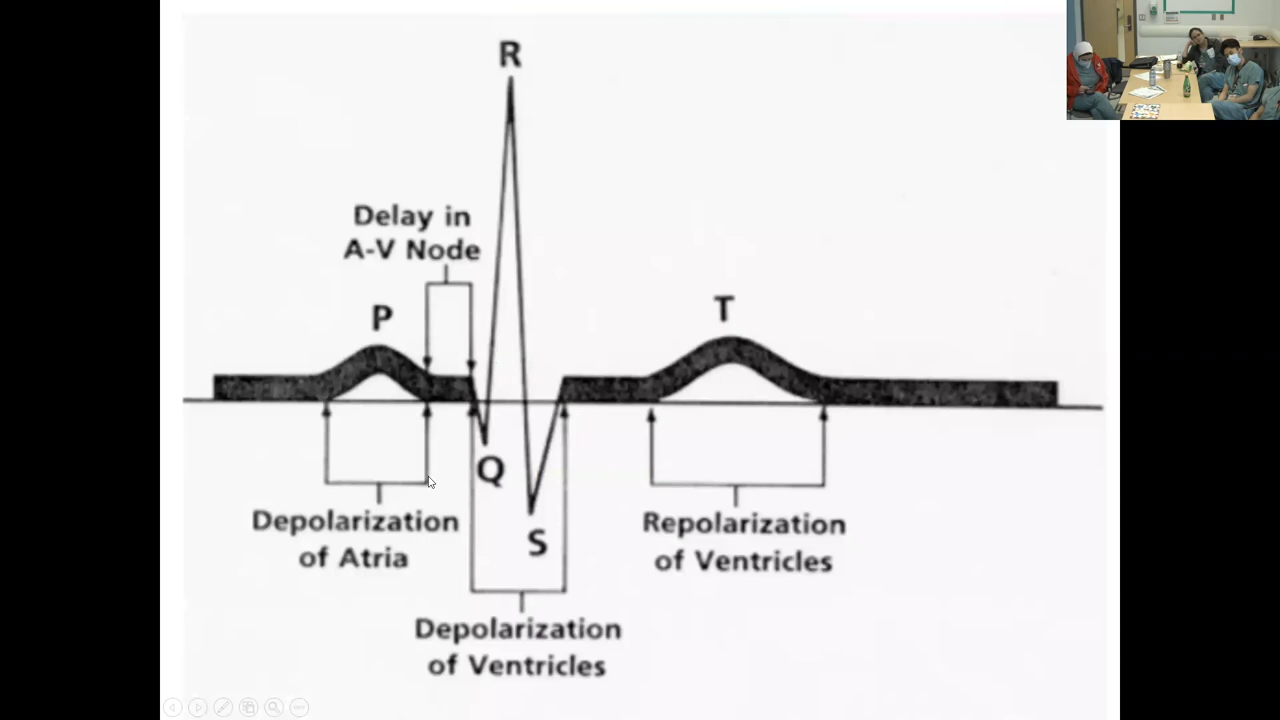 R
Delay in
A-V Node
P
T
Q
S
Depolarization
of Atria
Repolarization
of Ventricles
Depolarization
of Ventricles